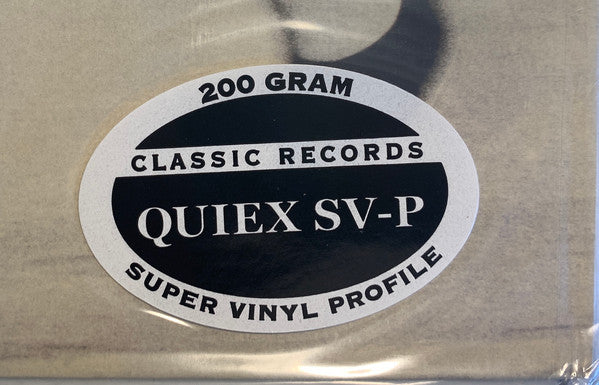 200 GRAM
CLASSIC RECORDS
QUIEX SV-P
SUPER VINYL PROFILE